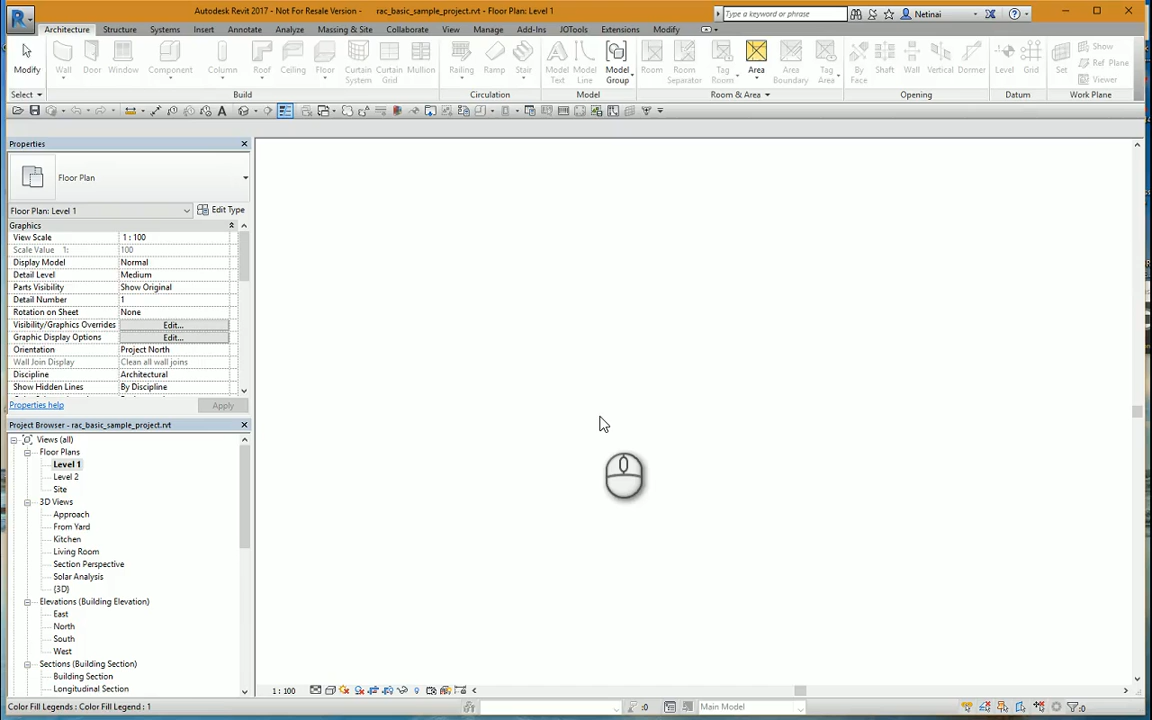 Autodesk Revit 2017 - Not For Resale Version - rac_basic_sample_project.rvt - Floor Plan: Level 1
Type a keyword or phrase
Netinai
Architecture Structure Systems Insert Annotate Analyze Massing & Site Collaborate View Manage Add-Ins JOTools Extensions Modify
Modify Wall Door Window Component Column Roof Ceiling Floor Curtain System Curtain Grid Mullion Railing Ramp Stair Model Text Model Line Model Group Room Room Separator Tag Room Area Area Boundary Tag Area By Face Shaft Wall Vertical Dormer Level Grid Set Show Ref Plane Viewer
Select Build Circulation Model Room & Area Opening Datum Work Plane
Properties
Floor Plan
Floor Plan: Level 1 Edit Type
Graphics
View Scale 1 : 100
Scale Value 1: 100
Display Model Normal
Detail Level Medium
Parts Visibility Show Original
Detail Number 1
Rotation on Sheet None
Visibility/Graphics Overrides Edit...
Graphic Display Options Edit...
Orientation Project North
Wall Join Display Clean all wall joins
Discipline Architectural
Show Hidden Lines By Discipline
Properties help Apply
Project Browser - rac_basic_sample_project.rvt
Views (all)
Floor Plans
Level 1
Level 2
Site
3D Views
Approach
From Yard
Kitchen
Living Room
Section Perspective
Solar Analysis
{3D}
Elevations (Building Elevation)
East
North
South
West
Sections (Building Section)
Building Section
Longitudinal Section
1 : 100
Color Fill Legends : Color Fill Legend : 1
:0
Main Model
:0